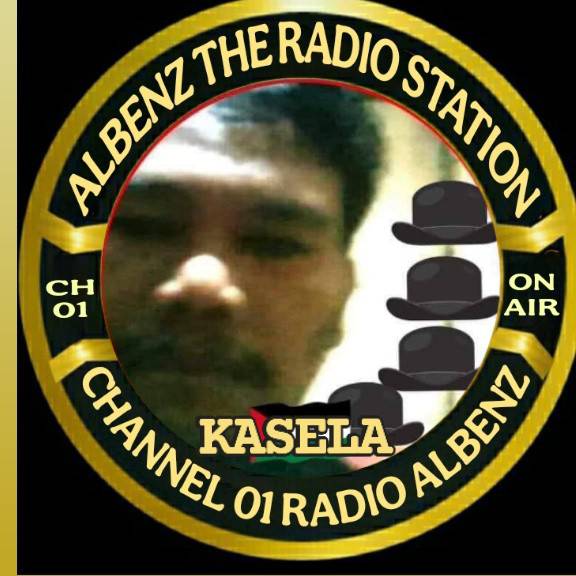 ALBENZ THE RADIO STATION
CH
01
ON
AIR
KASELA
CHANNEL 01 RADIO ALBENZ